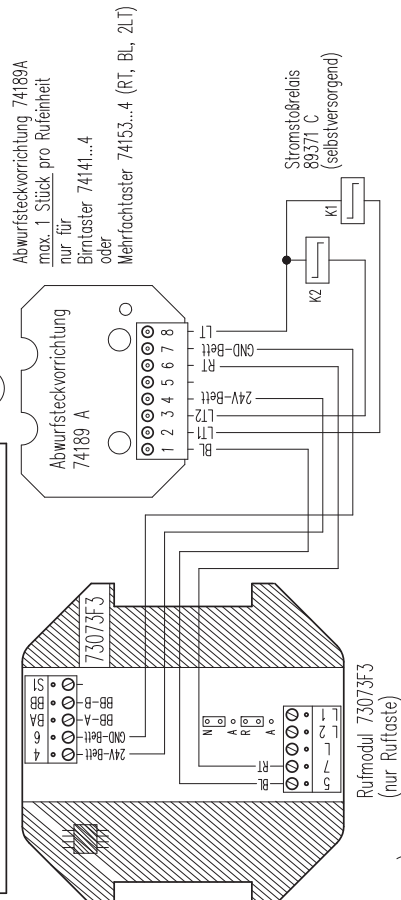 Abwurfsteckvorrichtung 74189A
max. 1 Stück pro Rufeinheit
nur für
Birntaster 74141...4
oder
Mehrfachtaster 74153...4 (RT, BL, 2LT)
Abwurfsteckvorrichtung
74189 A
1 2 3 4 5 6 7 8
BL
LT1
LT2
24V-Bett
RT
GND-Bett
LT
Stromstoßrelais
89371 C
(selbstversorgend)
K1
K2
73073F3
4 6 BA BB S1
24V-Bett
GND-Bett
BB-A
BB-B
N
A
R
A
BL
RT
5 7 L L2 L1
Rufmodul 73073F3
(nur Ruftaste)